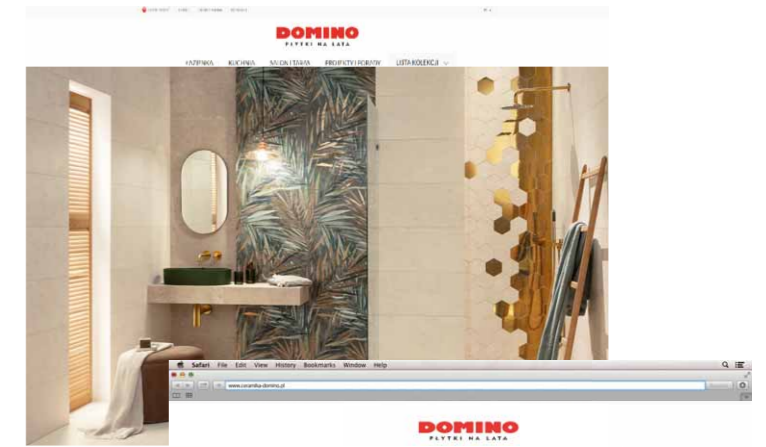 DOMINO
PŁYTKI NA LATA
ŁAZIENKA KUCHNIA SALON I TARAS PROJEKTY I PORADY LISTA KOLEKCJI
Safari File Edit View History Bookmarks Window Help
www.ceramika-domino.pl
DOMINO
PŁYTKI NA LATA